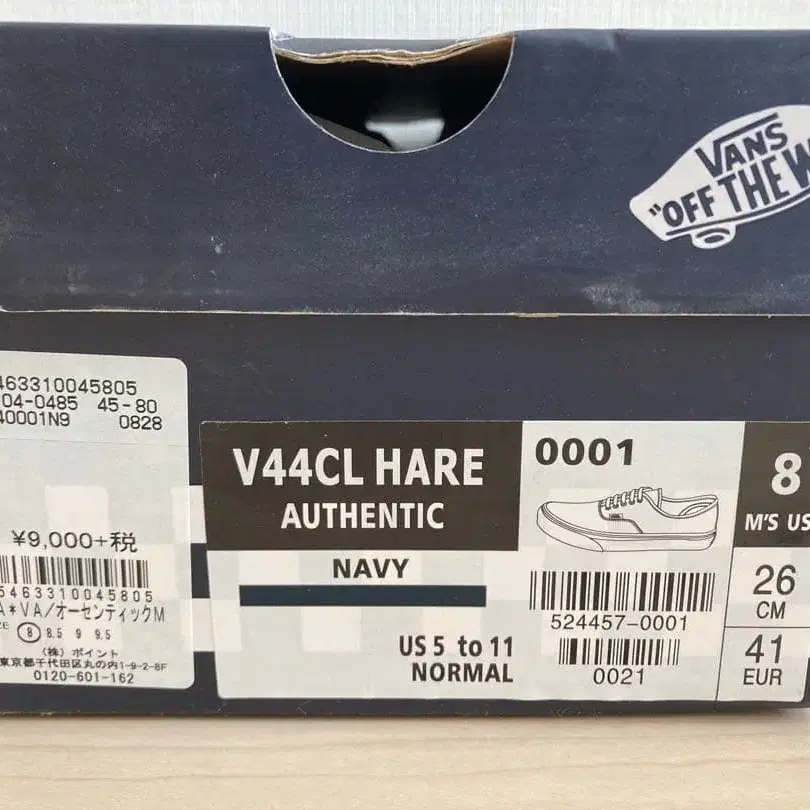 VANS
"OFF THE W
463310045805
04-0485 45-80
40001N9 0828
¥9,000+税
5463310045805
A*VA/オーセンティックM
8 8.5 9 9.5
(株) ポイント
東京都千代田区丸の内1-9-2-8F
0120-601-162
V44CL HARE
AUTHENTIC
NAVY
US 5 to 11
NORMAL
0001
524457-0001
0021
8
M'S US
26
CM
41
EUR